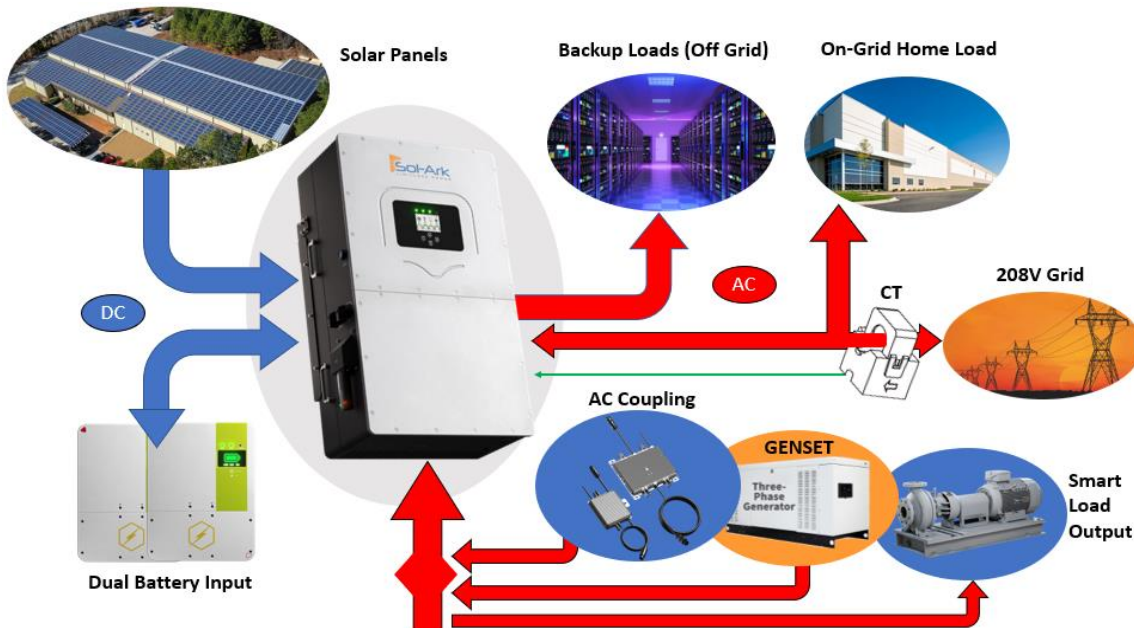 Solar Panels
Backup Loads (Off Grid)
On-Grid Home Load
Sol-Ark
DC
AC
CT
208V Grid
AC Coupling
GENSET
Three-
Phase
Generator
Smart
Load
Output
Dual Battery Input